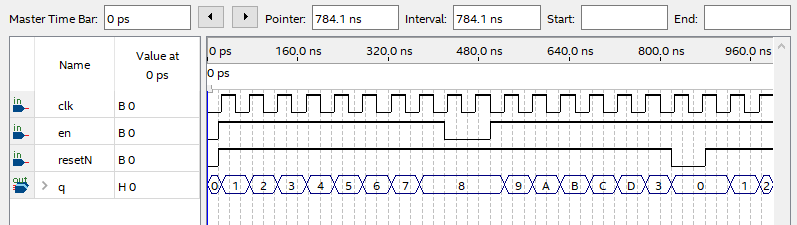 Master Time Bar: 0 ps Pointer: 784.1 ns Interval: 784.1 ns Start: End:
Name Value at 0 ps
0 ps 160.0 ns 320.0 ns 480.0 ns 640.0 ns 800.0 ns 960.0 ns
0 ps
in clk B 0
in en B 0
in resetN B 0
out > q H 0 0 1 2 3 4 5 6 7 8 9 A B C D 3 0 1 2